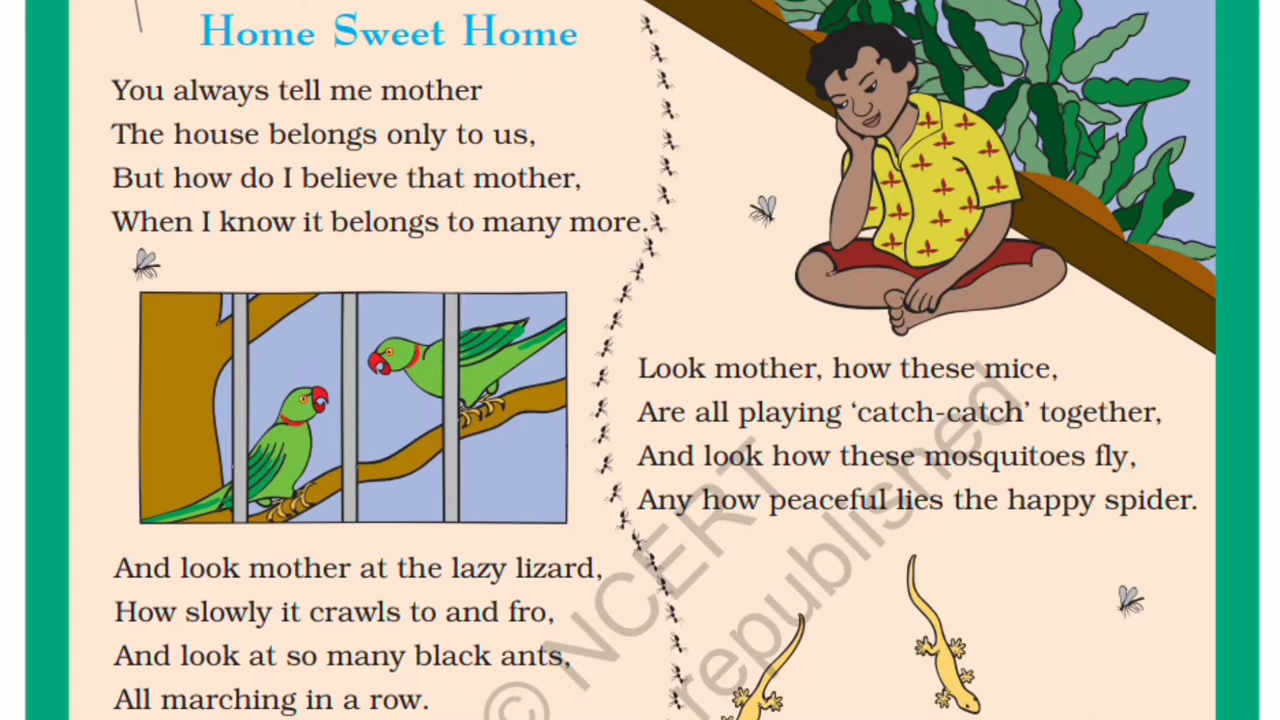 Home Sweet Home
You always tell me mother
The house belongs only to us,
But how do I believe that mother,
When I know it belongs to many more.
Look mother, how these mice,
Are all playing ‘catch-catch’ together,
And look how these mosquitoes fly,
Any how peaceful lies the happy spider.
And look mother at the lazy lizard,
How slowly it crawls to and fro,
And look at so many black ants,
All marching in a row.
© NCERT
republished